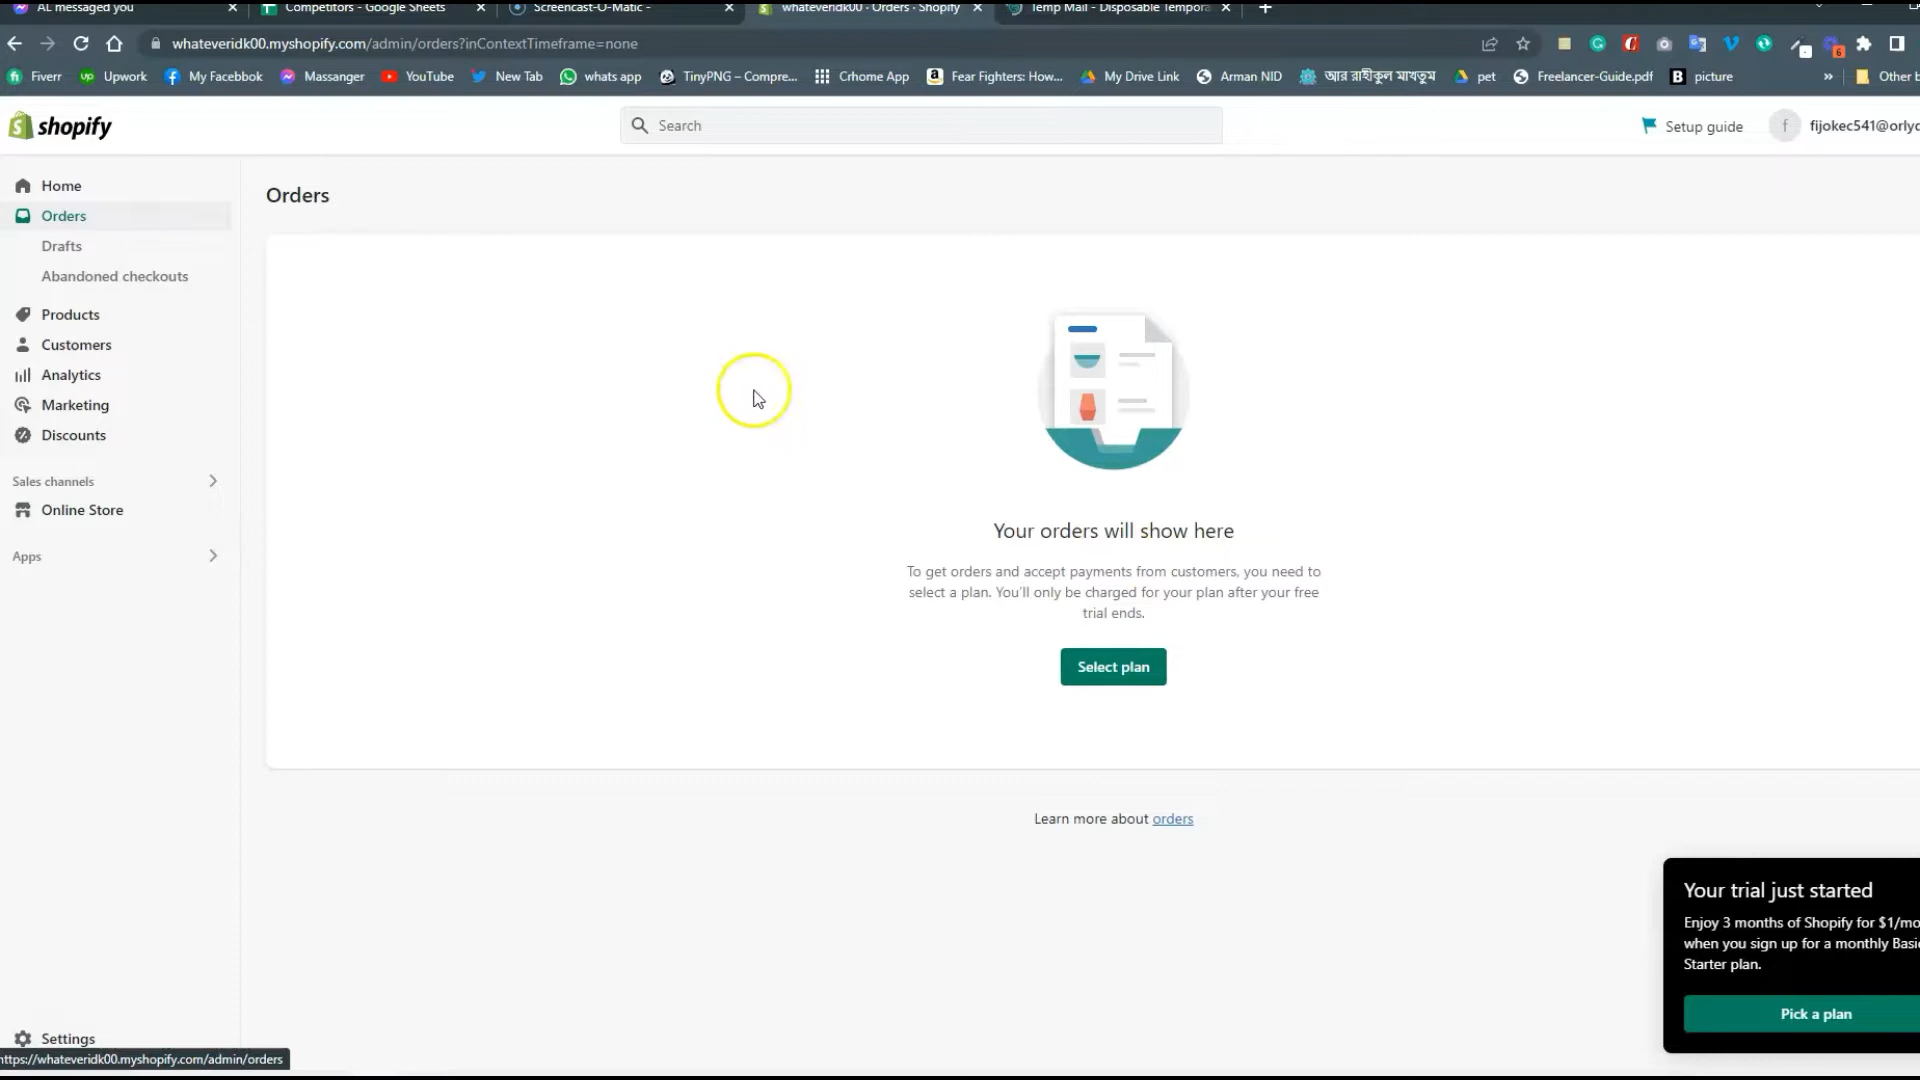 AL messaged you
Competitors - Google Sheets
Screencast-O-Matic -
whateveridk00 · Orders · Shopify
Temp Mail - Disposable Tempora
whateveridk00.myshopify.com/admin/orders?inContextTimeframe=none
6
Fiverr
up Upwork
My Facebbok
Massanger
YouTube
New Tab
whats app
TinyPNG – Compre...
Crhome App
Fear Fighters: How...
My Drive Link
Arman NID
আর রাহীকুল মাখতুম
pet
Freelancer-Guide.pdf
B picture
»
Other b
shopify
Search
Setup guide
f fijokec541@orlyc
Home
Orders
Drafts
Abandoned checkouts
Products
Customers
Analytics
Marketing
Discounts
Sales channels
Online Store
Apps
Settings
https://whateveridk00.myshopify.com/admin/orders
Orders
Your orders will show here
To get orders and accept payments from customers, you need to
select a plan. You'll only be charged for your plan after your free
trial ends.
Select plan
Learn more about orders
Your trial just started
Enjoy 3 months of Shopify for $1/mo
when you sign up for a monthly Basic
Starter plan.
Pick a plan